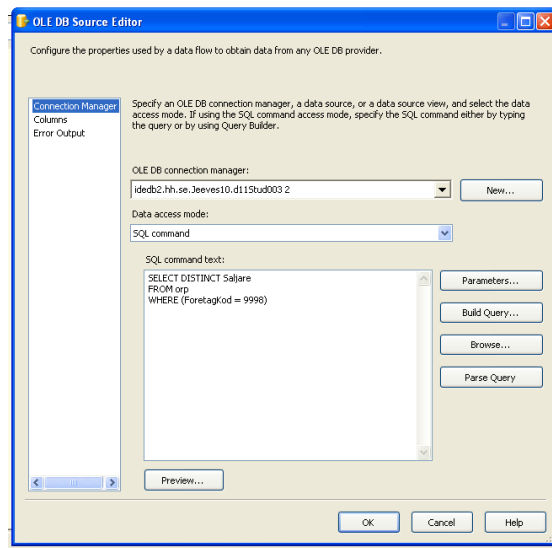 OLE DB Source Editor
Configure the properties used by a data flow to obtain data from any OLE DB provider.
Connection Manager
Columns
Error Output
Specify an OLE DB connection manager, a data source, or a data source view, and select the data
access mode. If using the SQL command access mode, specify the SQL command either by typing
the query or by using Query Builder.
OLE DB connection manager:
idedb2.hh.se.Jeeves10.d11Stud003 2
New...
Data access mode:
SQL command
SQL command text:
SELECT DISTINCT Saljare
FROM orp
WHERE (ForetagKod = 9998)
Parameters...
Build Query...
Browse...
Parse Query
Preview...
OK
Cancel
Help